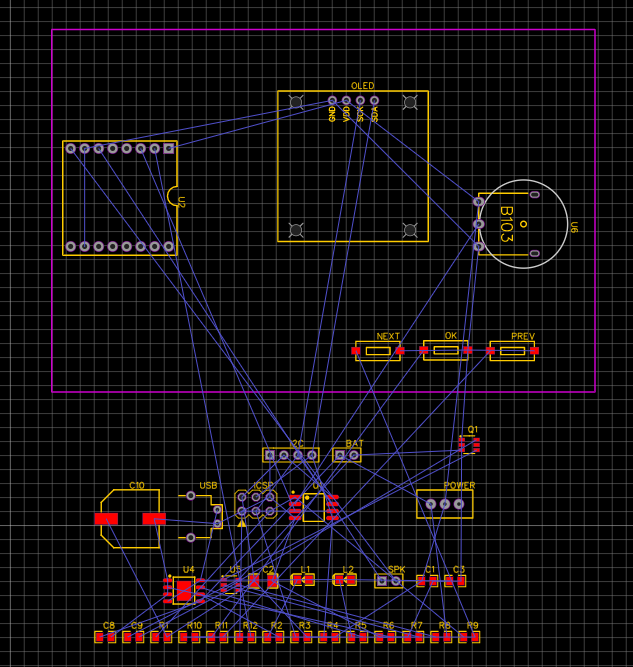 OLED
GND VDD SCK SDA
U2
B103
U6
NEXT OK PREV
Q1
I2C BAT
C10 USB ICSP POWER
U4 U5 C2 L1 L2 SPK C1 C3
C8 C9 R1 R10 R11 R12 R2 R3 R4 R5 R6 R7 R8 R9